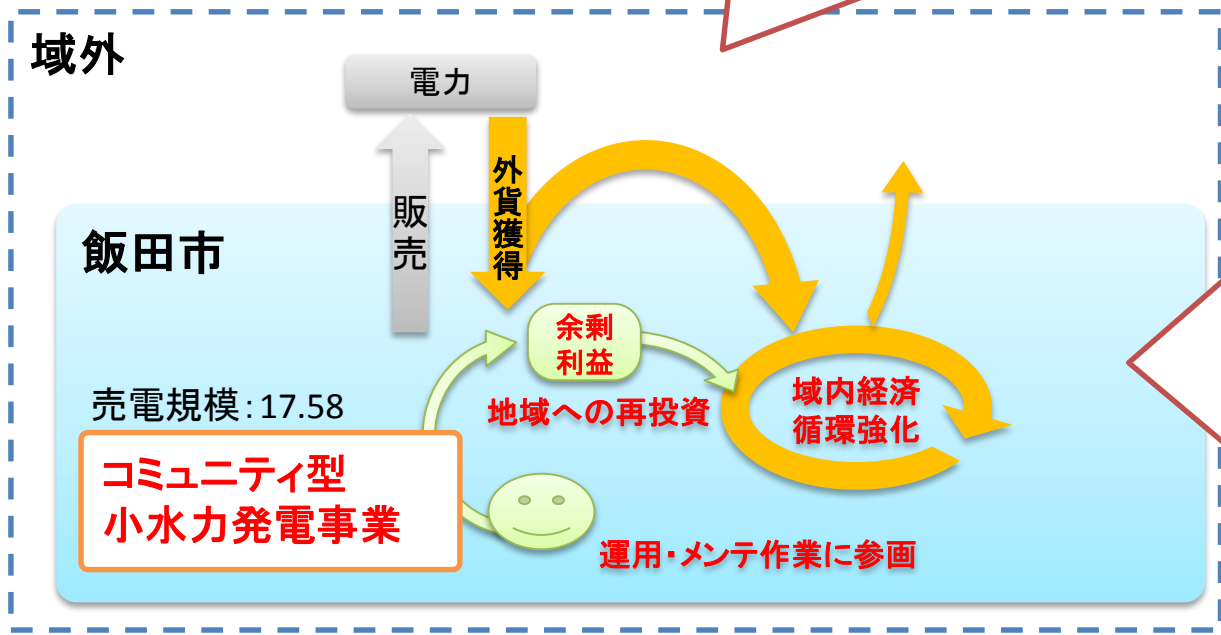 域外
電力
外貨獲得
販売
飯田市
余剰
利益
地域への再投資
域内経済
循環強化
売電規模：17.58
コミュニティ型
小水力発電事業
運用・メンテ作業に参画